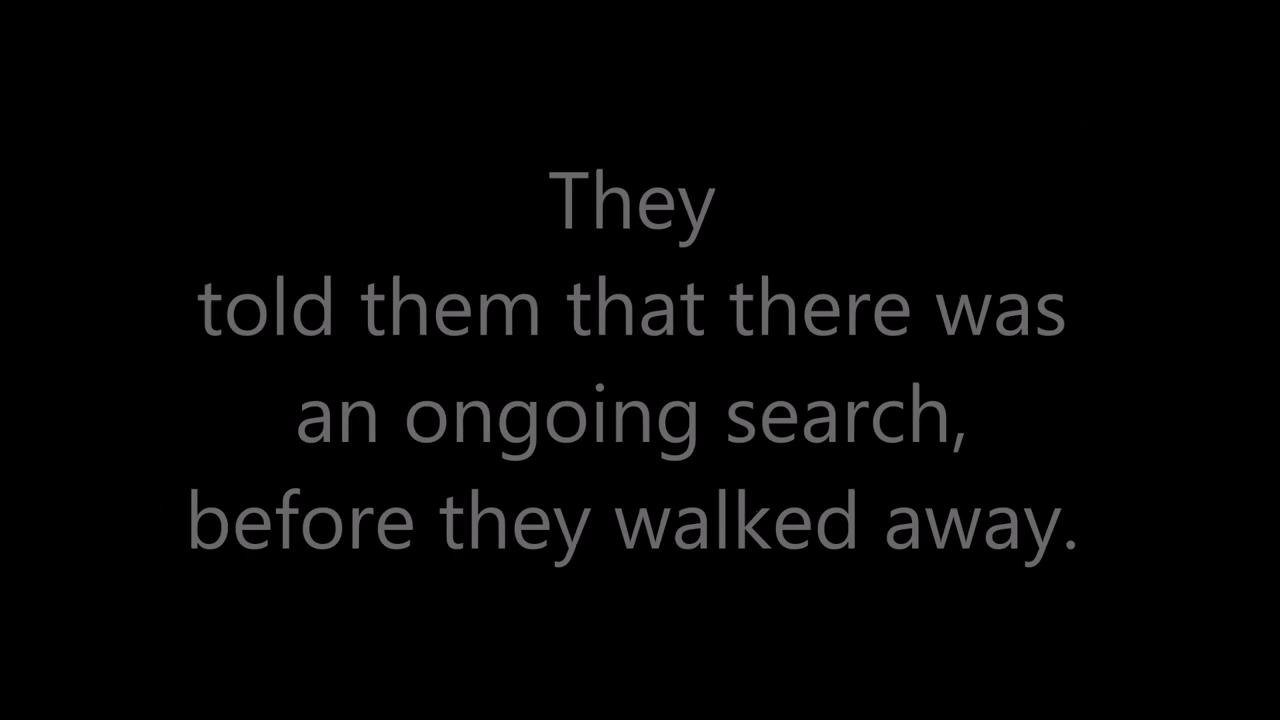 They
told them that there was
an ongoing search,
before they walked away.